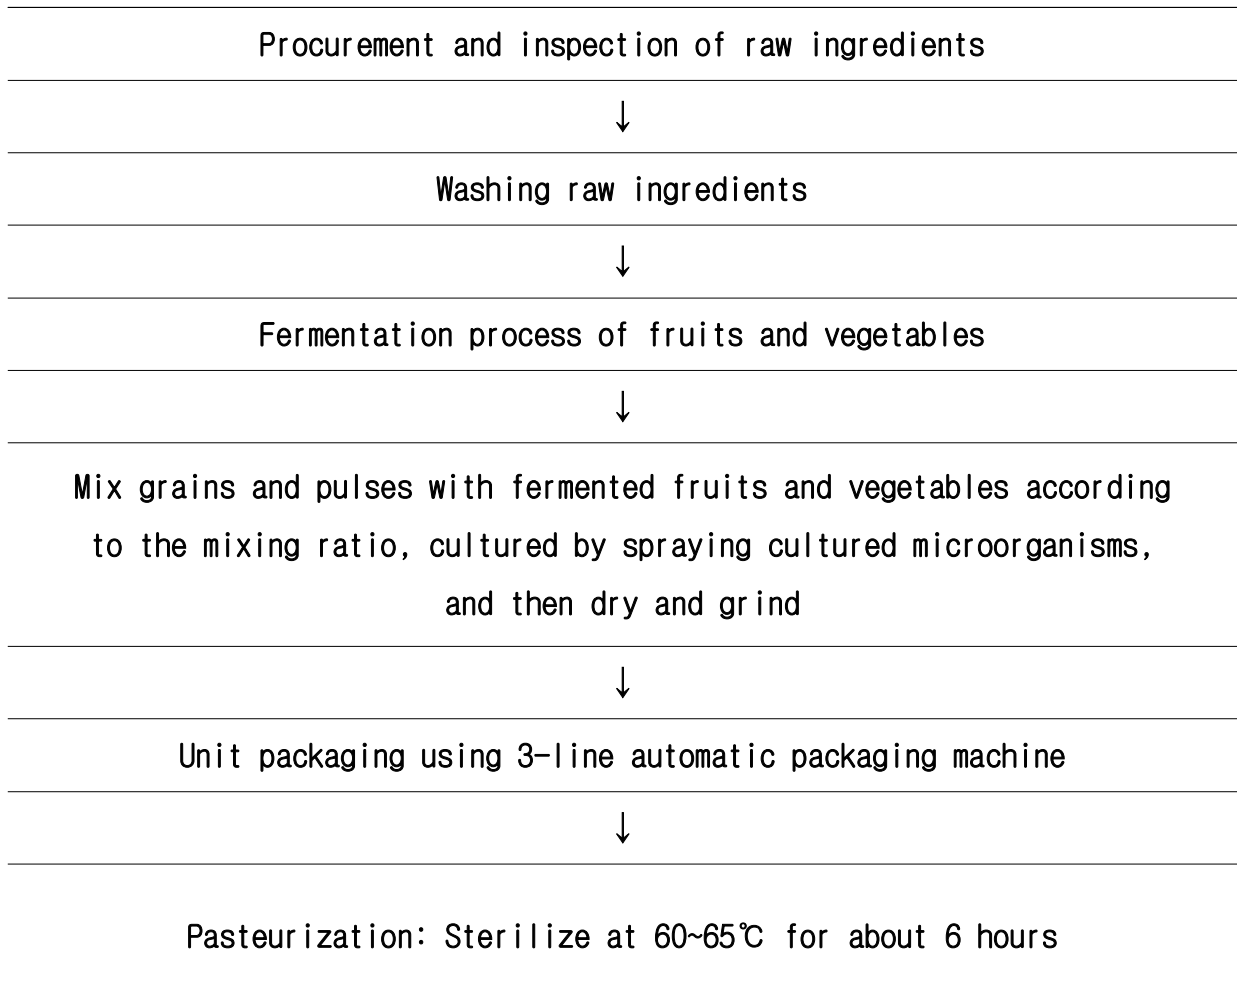 Procurement and inspection of raw ingredients
↓
Washing raw ingredients
↓
Fermentation process of fruits and vegetables
↓
Mix grains and pulses with fermented fruits and vegetables according
to the mixing ratio, cultured by spraying cultured microorganisms,
and then dry and grind
↓
Unit packaging using 3-line automatic packaging machine
↓
Pasteurization: Sterilize at 60~65℃ for about 6 hours